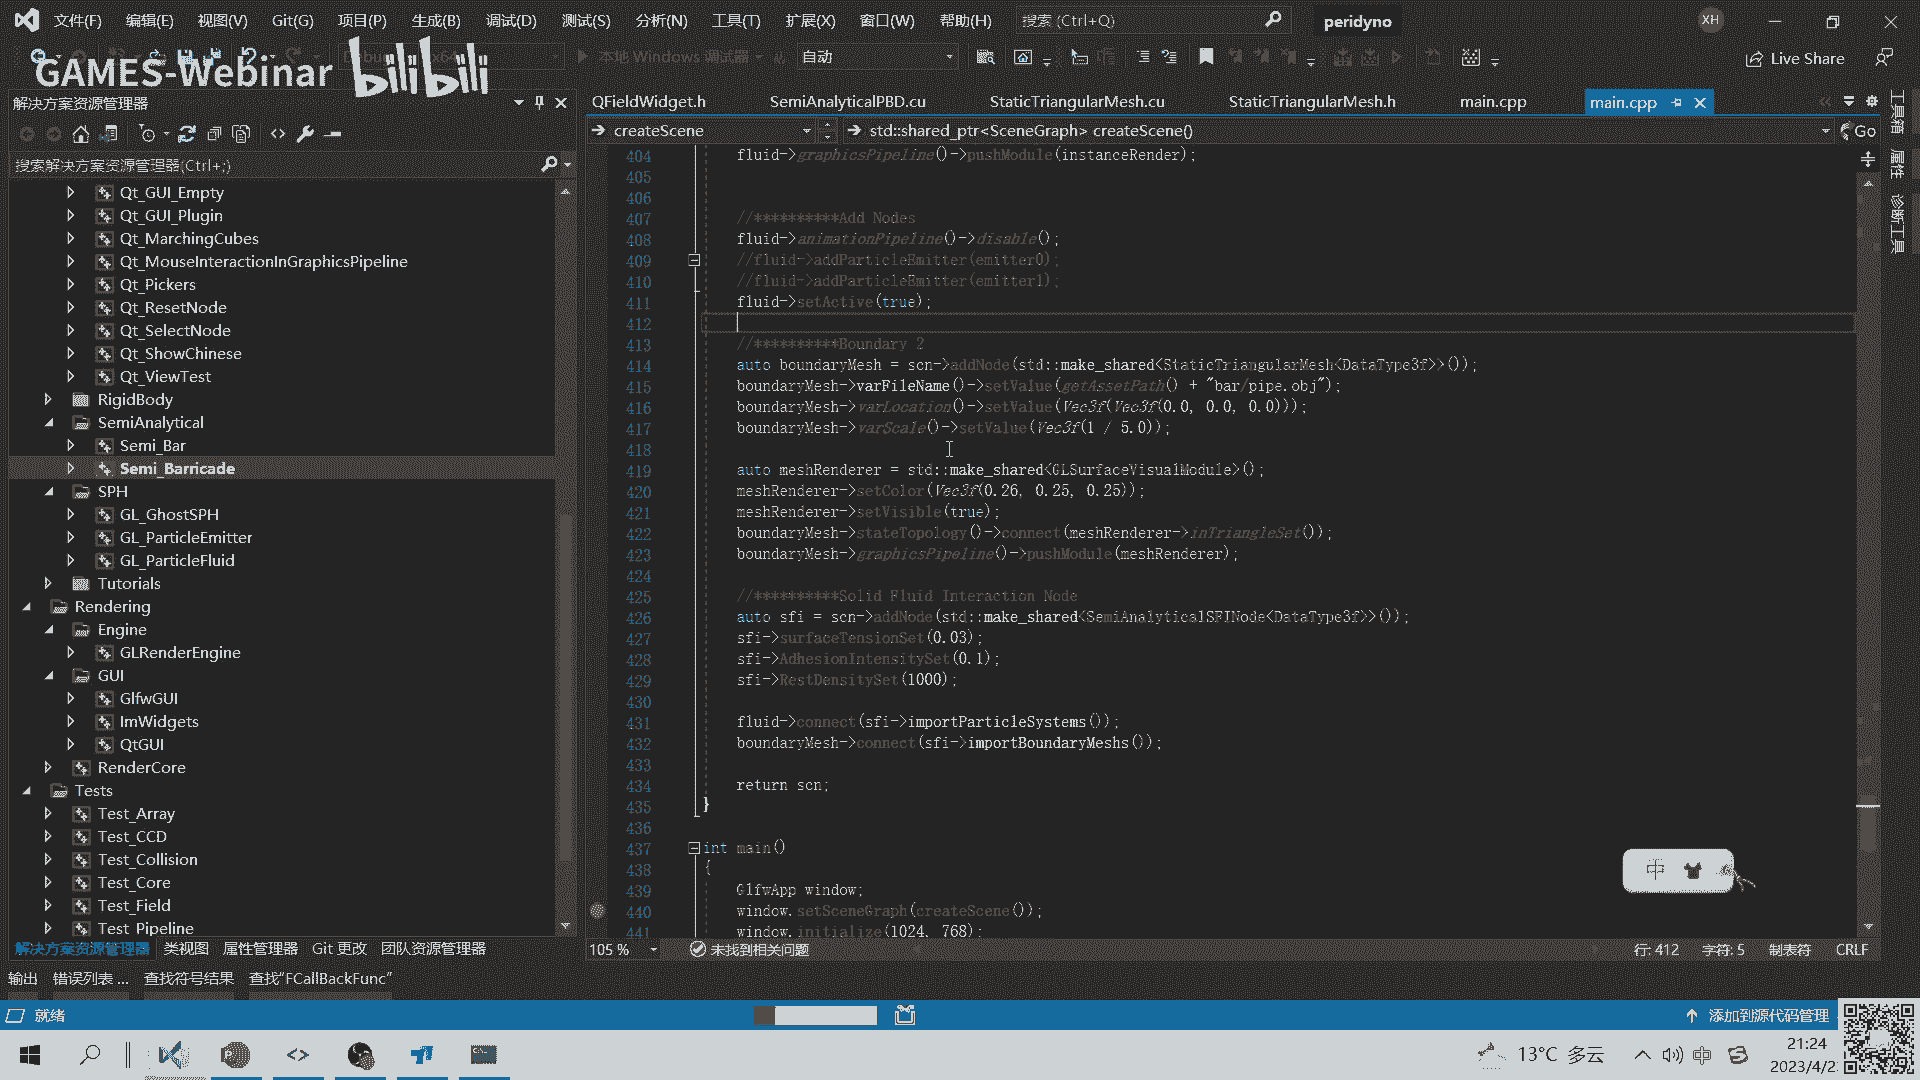 文件(F) 编辑(E) 视图(V) Git(G) 项目(P) 生成(B) 调试(D) 测试(S) 分析(N) 工具(T) 扩展(X) 窗口(W) 帮助(H) 搜索 (Ctrl+Q) peridyno XH
本地 Windows 调试器 自动 Live Share
GAMES-Webinar bilibili
解决方案资源管理器
搜索解决方案资源管理器(Ctrl+;)
Qt_GUI_Empty
Qt_GUI_Plugin
Qt_MarchingCubes
Qt_MouseInteractionInGraphicsPipeline
Qt_Pickers
Qt_ResetNode
Qt_SelectNode
Qt_ShowChinese
Qt_ViewTest
RigidBody
SemiAnalytical
Semi_Bar
Semi_Barricade
SPH
GL_GhostSPH
GL_ParticleEmitter
GL_ParticleFluid
Tutorials
Rendering
Engine
GLRenderEngine
GUI
GlfwGUI
ImWidgets
QtGUI
RenderCore
Tests
Test_Array
Test_CCD
Test_Collision
Test_Core
Test_Field
Test_Pipeline
解决方案资源管理器 类视图 属性管理器 Git 更改 团队资源管理器
QFieldWidget.h SemiAnalyticalPBD.cu StaticTriangularMesh.cu StaticTriangularMesh.h main.cpp main.cpp
createScene std::shared_ptr<SceneGraph> createScene() Go
404 fluid->graphicsPipeline()->pushModule(instanceRender);
405
406
407 //**********Add Nodes
408 fluid->animationPipeline()->disable();
409 //fluid->addParticleEmitter(emitter0);
410 //fluid->addParticleEmitter(emitter1);
411 fluid->setActive(true);
412
413 //**********Boundary 2
414 auto boundaryMesh = scn->addNode(std::make_shared<StaticTriangularMesh<DataType3f>>());
415 boundaryMesh->varFileName()->setValue(getAssetPath() + "bar/pipe.obj");
416 boundaryMesh->varLocation()->setValue(Vec3f(Vec3f(0.0, 0.0, 0.0)));
417 boundaryMesh->varScale()->setValue(Vec3f(1 / 5.0));
418
419 auto meshRenderer = std::make_shared<GLSurfaceVisualModule>();
420 meshRenderer->setColor(Vec3f(0.26, 0.25, 0.25));
421 meshRenderer->setVisible(true);
422 boundaryMesh->stateTopology()->connect(meshRenderer->inTriangleSet());
423 boundaryMesh->graphicsPipeline()->pushModule(meshRenderer);
424
425 //**********Solid Fluid Interaction Node
426 auto sfi = scn->addNode(std::make_shared<SemiAnalyticalSFINode<DataType3f>>());
427 sfi->surfaceTensionSet(0.03);
428 sfi->AdhesionIntensitySet(0.1);
429 sfi->RestDensitySet(1000);
430
431 fluid->connect(sfi->importParticleSystems());
432 boundaryMesh->connect(sfi->importBoundaryMeshs());
433
434 return scn;
435 }
436
437 int main()
438 {
439 GlfwApp window;
440 window.setSceneGraph(createScene());
441 window.initialize(1024, 768);
工具箱
属性
诊断工具
中
105 % 未找到相关问题 行: 412 字符: 5 制表符 CRLF
输出 错误列表 ... 查找符号结果 查找"FCallBackFunc"
就绪 添加到源代码管理
13°C 多云 中 21:24
2023/4/2